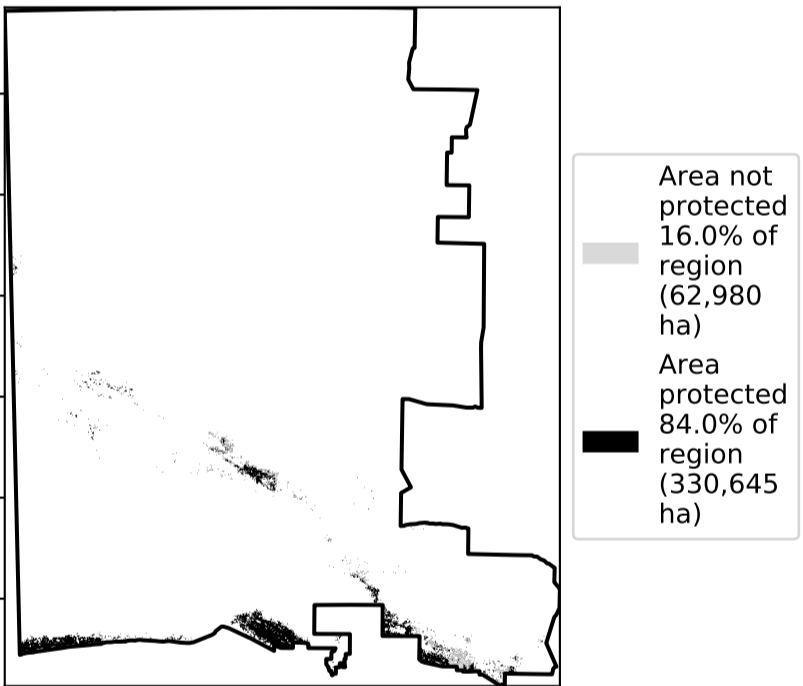 Area not
protected
16.0% of
region
(62,980
ha)
Area
protected
84.0% of
region
(330,645
ha)